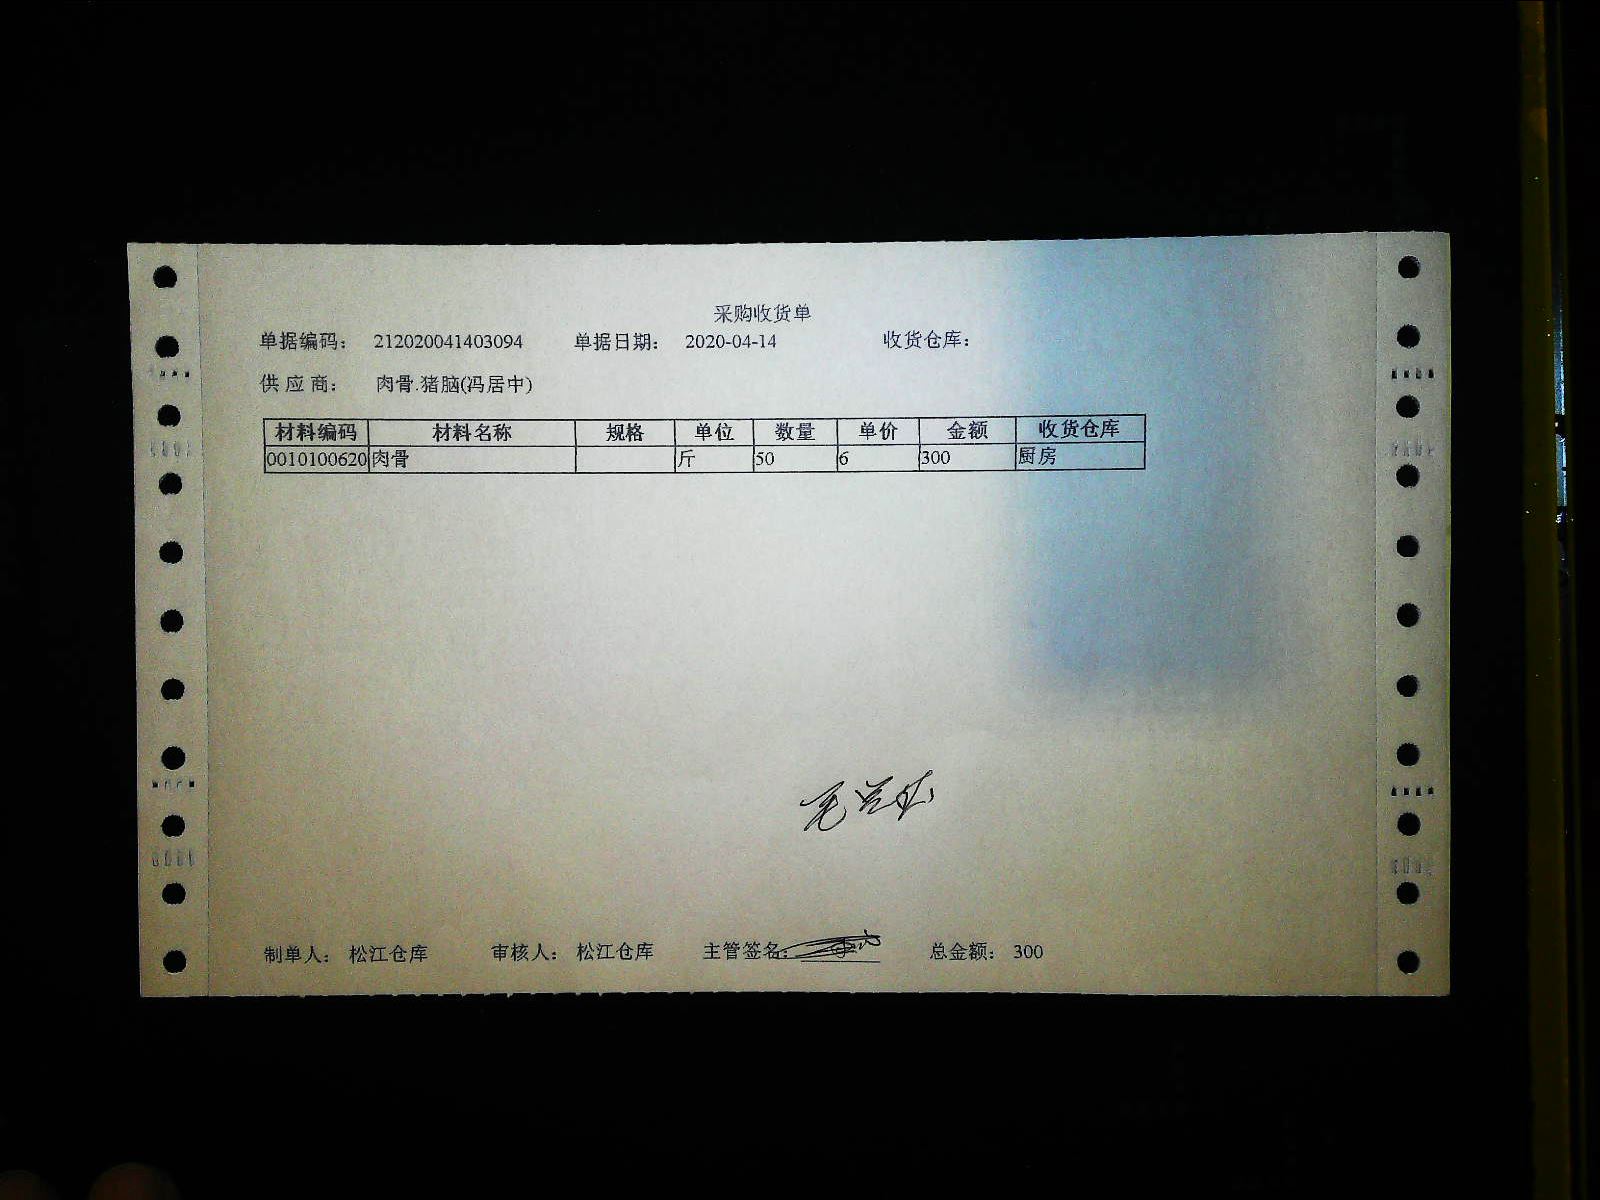 采购收货单
单据编码： 212020041403094 单据日期： 2020-04-14 收货仓库：
供应商： 肉骨.猪脑(冯居中)
材料编码 材料名称 规格 单位 数量 单价 金额 收货仓库
0010100620 肉骨 斤 50 6 300 厨房
制单人： 松江仓库 审核人： 松江仓库 主管签名: 总金额： 300